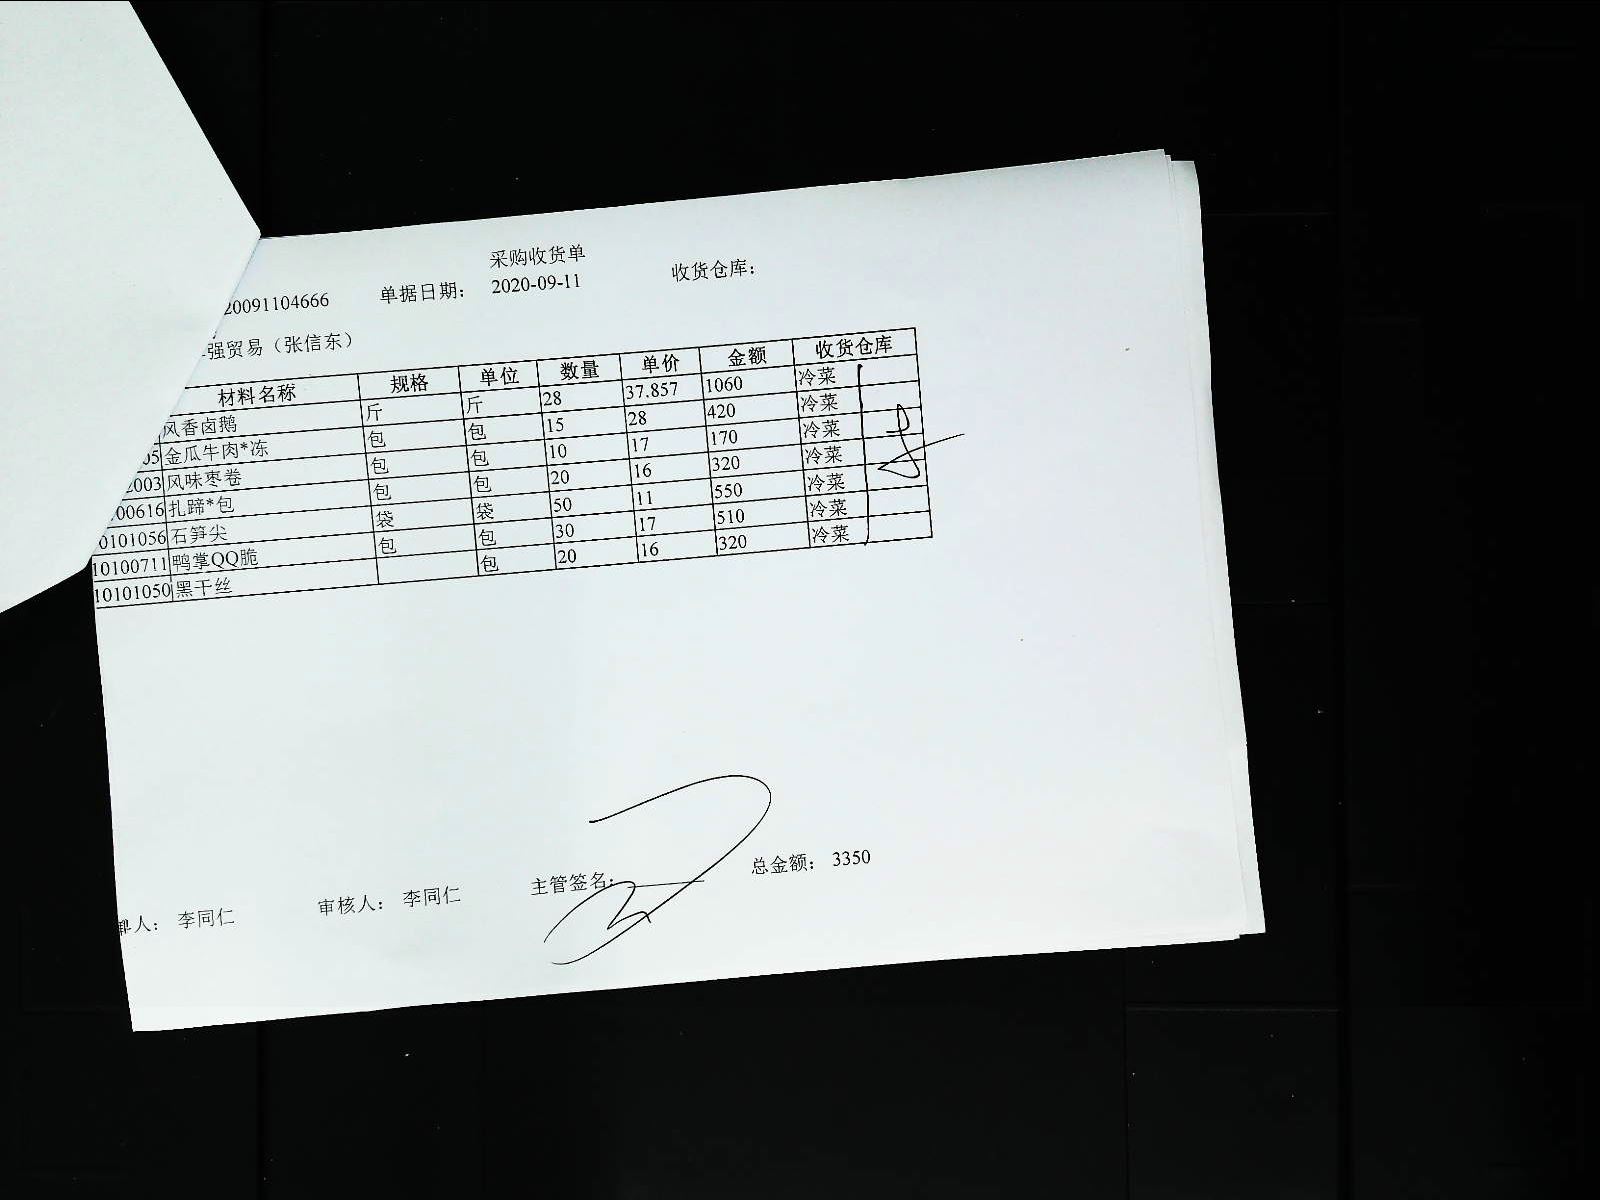 采购收货单
20091104666 单据日期： 2020-09-11 收货仓库：
强贸易（张信东）
材料名称 规格 单位 数量 单价 金额 收货仓库
风香卤鹅 斤 斤 28 37.857 1060 冷菜
05 金瓜牛肉*冻 包 包 15 28 420 冷菜
2003 风味枣卷 包 包 10 17 170 冷菜
00616 扎蹄*包 包 包 20 16 320 冷菜
0101056 石笋尖 袋 袋 50 11 550 冷菜
10100711 鸭掌QQ脆 包 包 30 17 510 冷菜
10101050 黑干丝 包 20 16 320 冷菜
单人： 李同仁 审核人： 李同仁 主管签名： 总金额： 3350